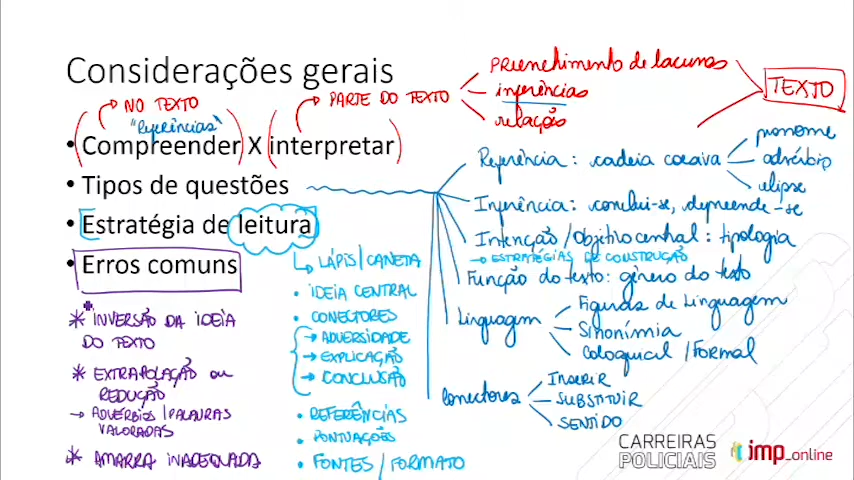 Considerações gerais
NO TEXTO
"Referências"
PARTE DO TEXTO
PREENCHIMENTO de lacunas
inferências
relação
TEXTO
• Compreender X interpretar
• Tipos de questões
• Estratégia de leitura
• Erros comuns
Referência: cadeia coesiva
pronome
advérbio
elipse
Inferência: conclui-se, depreende-se
Intenção/Objetivo central: tipologia
→ ESTRATÉGIAS DE CONSTRUÇÃO
Função do texto: gênero do texto
Linguagem
Figuras de Linguagem
Sinonímia
Coloquial/Formal
Conectores
INSERIR
SUBSTITUIR
SENTIDO
LÁPIS/CANETA
• IDEIA CENTRAL
• CONECTORES
→ ADVERSIDADE
→ EXPLICAÇÃO
→ CONCLUSÃO
• REFERÊNCIAS
• PONTUAÇÕES
• FONTES/FORMATO
* INVERSÃO DA IDEIA
DO TEXTO
* EXTRAPOLAÇÃO ou
REDUÇÃO
→ ADVÉRBIOS/PALAVRAS
VALORADAS
* AMARRA INADEQUADA
CARREIRAS
POLICIAIS
imp_online